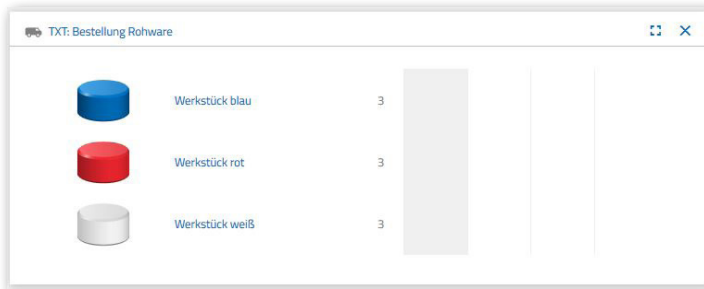 TXT: Bestellung Rohware
Werkstück blau 3
Werkstück rot 3
Werkstück weiß 3